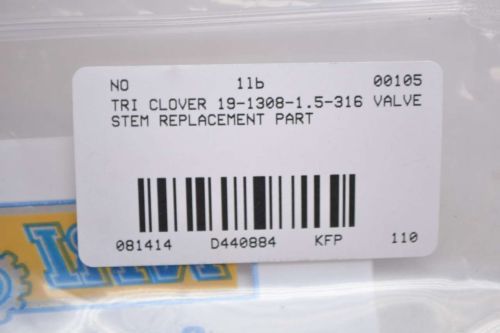 NO 1lb 00105
TRI CLOVER 19-1308-1.5-316 VALVE
STEM REPLACEMENT PART
081414 D440884 KFP 110